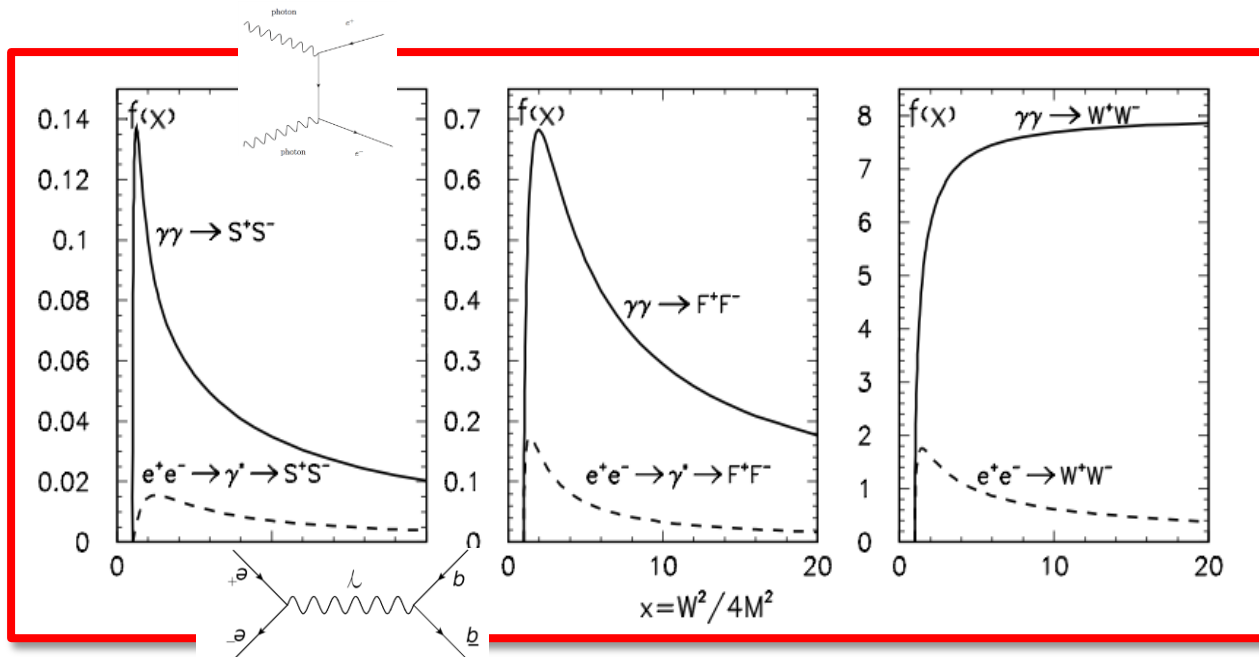 photon
e⁺
photon
e⁻
f(x)
0.14
0.12
0.1
0.08
0.06
0.04
0.02
0
γγ → S⁺S⁻
e⁺e⁻ → γ* → S⁺S⁻
0
f(x)
0.7
0.6
0.5
0.4
0.3
0.2
0.1
0
γγ → F⁺F⁻
e⁺e⁻ → γ* → F⁺F⁻
10
20
x=W²/4M²
f(x)
8
7
6
5
4
3
2
1
0
γγ → W⁺W⁻
e⁺e⁻ → W⁺W⁻
0
10
20
e⁺
e⁻
γ
b
b